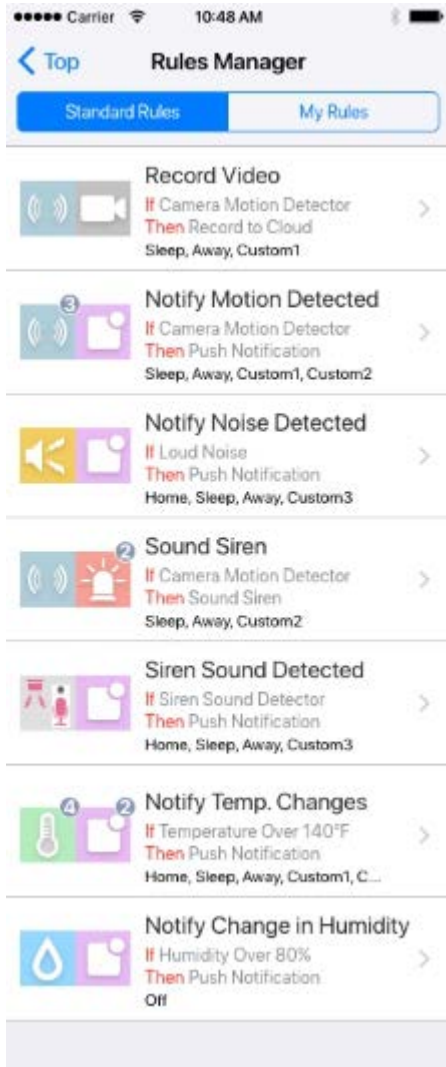 Carrier 10:48 AM
Top Rules Manager
Standard Rules My Rules
Record Video
If Camera Motion Detector
Then Record to Cloud
Sleep, Away, Custom1
3
Notify Motion Detected
If Camera Motion Detector
Then Push Notification
Sleep, Away, Custom1, Custom2
Notify Noise Detected
If Loud Noise
Then Push Notification
Home, Sleep, Away, Custom3
2
Sound Siren
If Camera Motion Detector
Then Sound Siren
Sleep, Away, Custom2
Siren Sound Detected
If Siren Sound Detector
Then Push Notification
Home, Sleep, Away, Custom3
4 2
Notify Temp. Changes
If Temperature Over 140°F
Then Push Notification
Home, Sleep, Away, Custom1, C...
Notify Change in Humidity
If Humidity Over 80%
Then Push Notification
Off